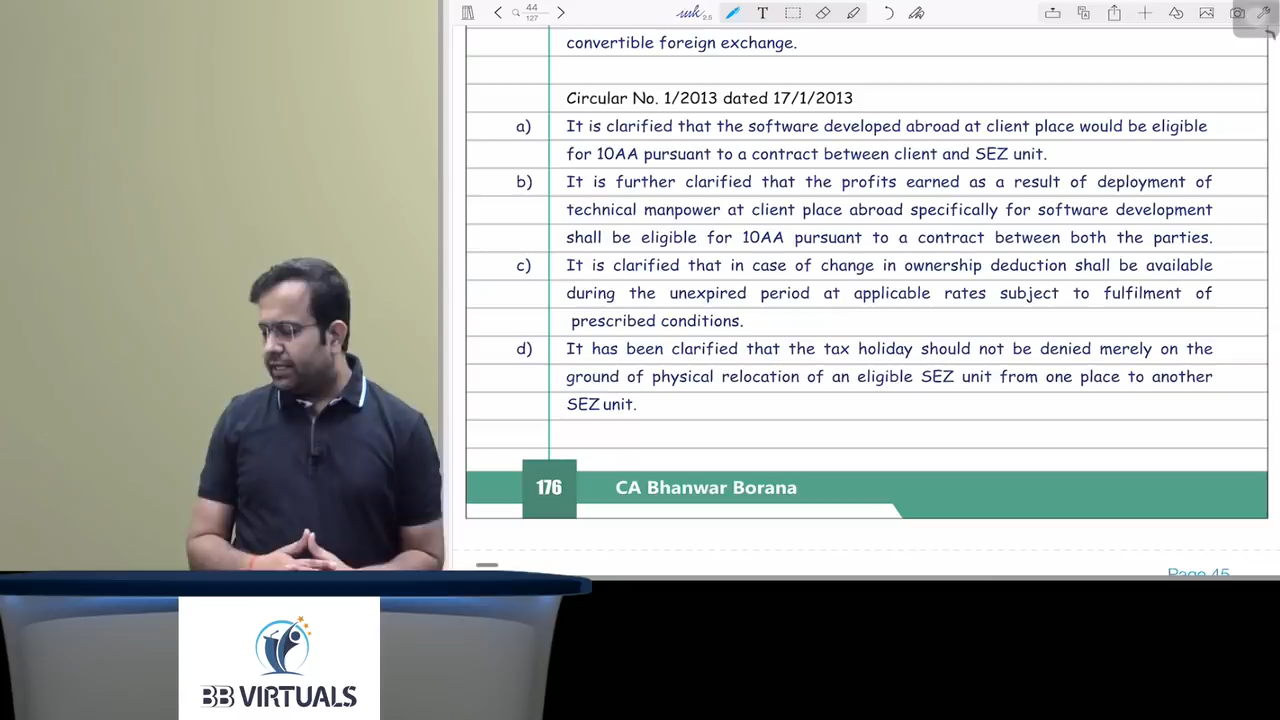 44
127
2.5
T
convertible foreign exchange.
Circular No. 1/2013 dated 17/1/2013
a) It is clarified that the software developed abroad at client place would be eligible
for 10AA pursuant to a contract between client and SEZ unit.
b) It is further clarified that the profits earned as a result of deployment of
technical manpower at client place abroad specifically for software development
shall be eligible for 10AA pursuant to a contract between both the parties.
c) It is clarified that in case of change in ownership deduction shall be available
during the unexpired period at applicable rates subject to fulfilment of
prescribed conditions.
d) It has been clarified that the tax holiday should not be denied merely on the
ground of physical relocation of an eligible SEZ unit from one place to another
SEZ unit.
176 CA Bhanwar Borana
Page 45
BB VIRTUALS